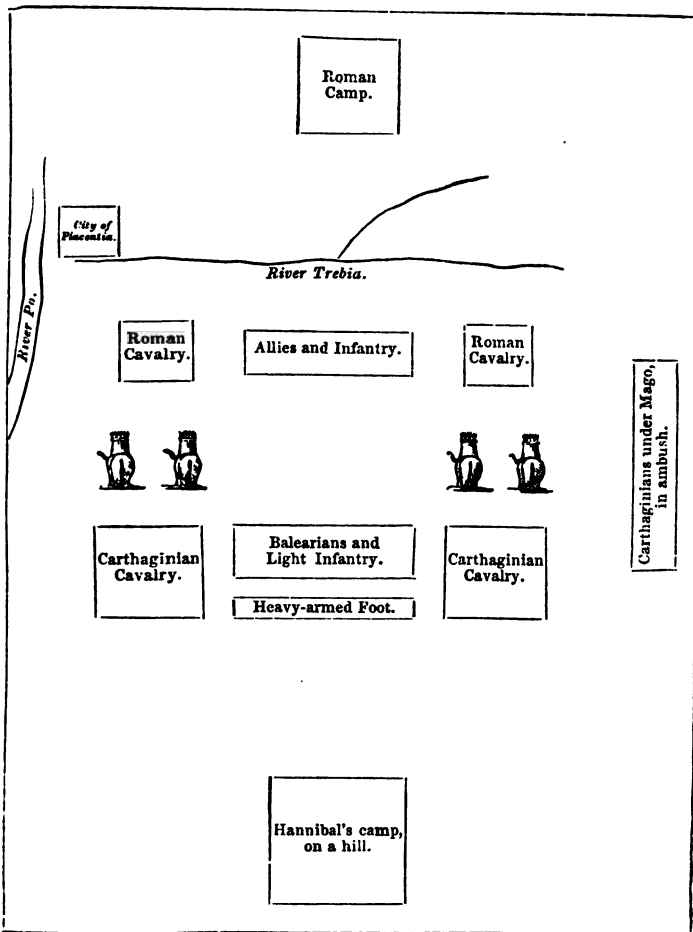 Roman
Camp.
City of
Placentia.
River Trebia.
River Po.
Roman
Cavalry.
Allies and Infantry.
Roman
Cavalry.
Carthaginians under Mago,
in ambush.
Carthaginian
Cavalry.
Balearians and
Light Infantry.
Carthaginian
Cavalry.
Heavy-armed Foot.
Hannibal's camp,
on a hill.